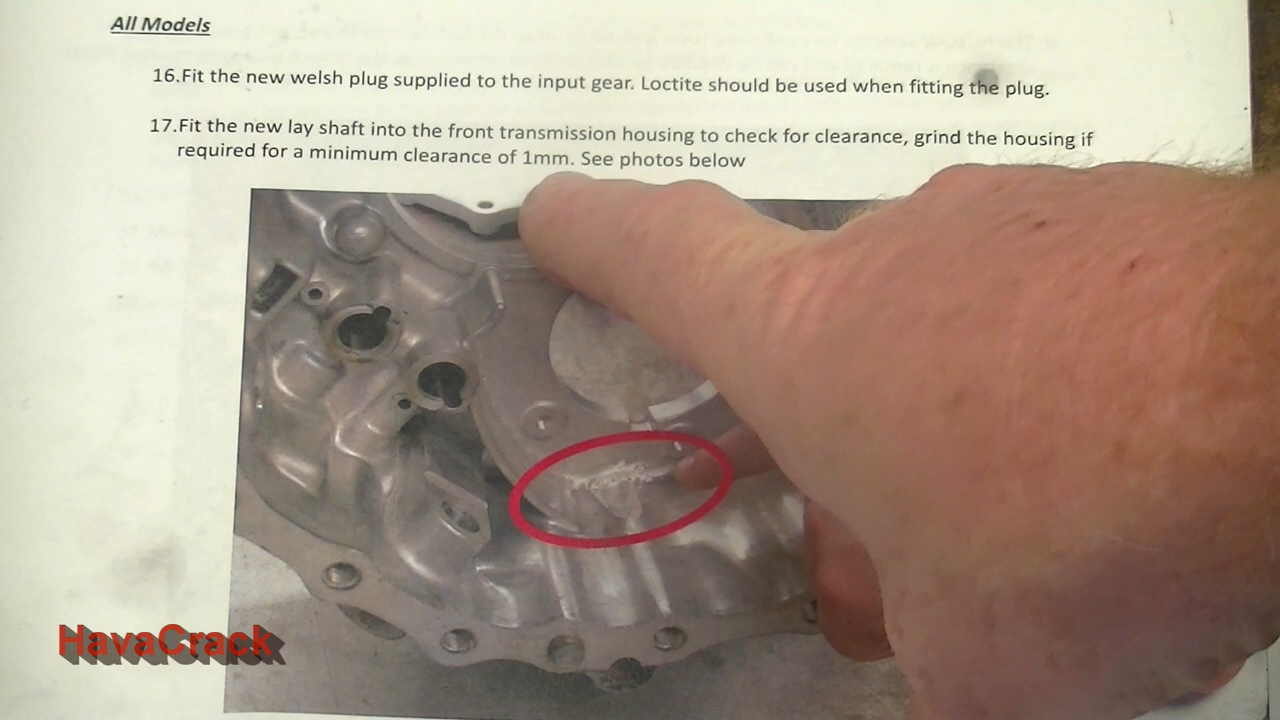 All Models
16.Fit the new welsh plug supplied to the input gear. Loctite should be used when fitting the plug.
17.Fit the new lay shaft into the front transmission housing to check for clearance, grind the housing if
required for a minimum clearance of 1mm. See photos below
HavaCrack